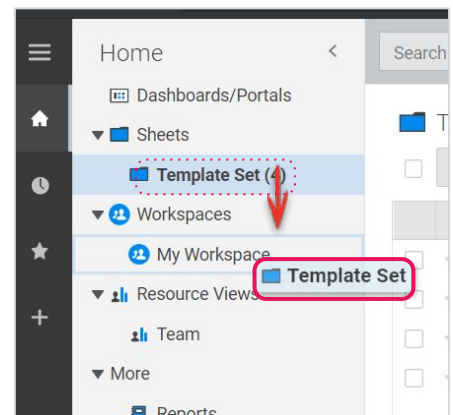 Home
Search
Dashboards/Portals
Sheets
Template Set (4)
Workspaces
My Workspace
Template Set
Resource Views
Team
More
Reports